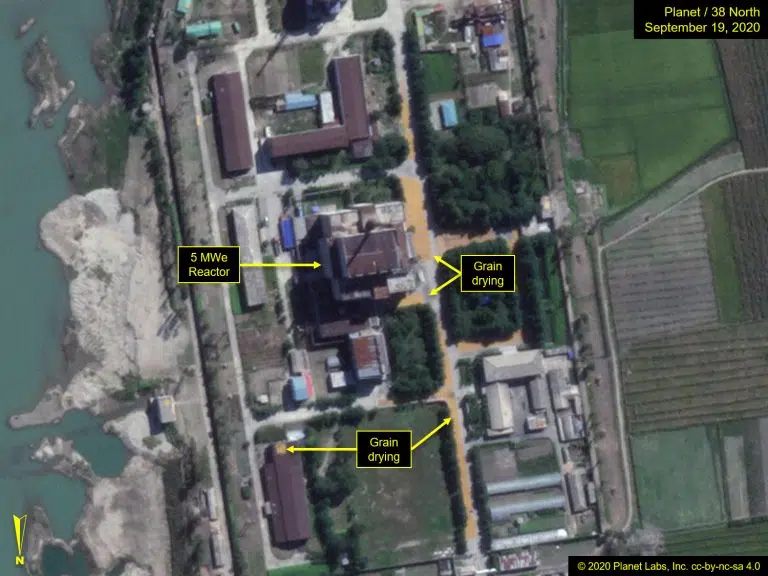 Planet / 38 North
September 19, 2020
5 MWe
Reactor
Grain
drying
Grain
drying
N
© 2020 Planet Labs, Inc. cc-by-nc-sa 4.0